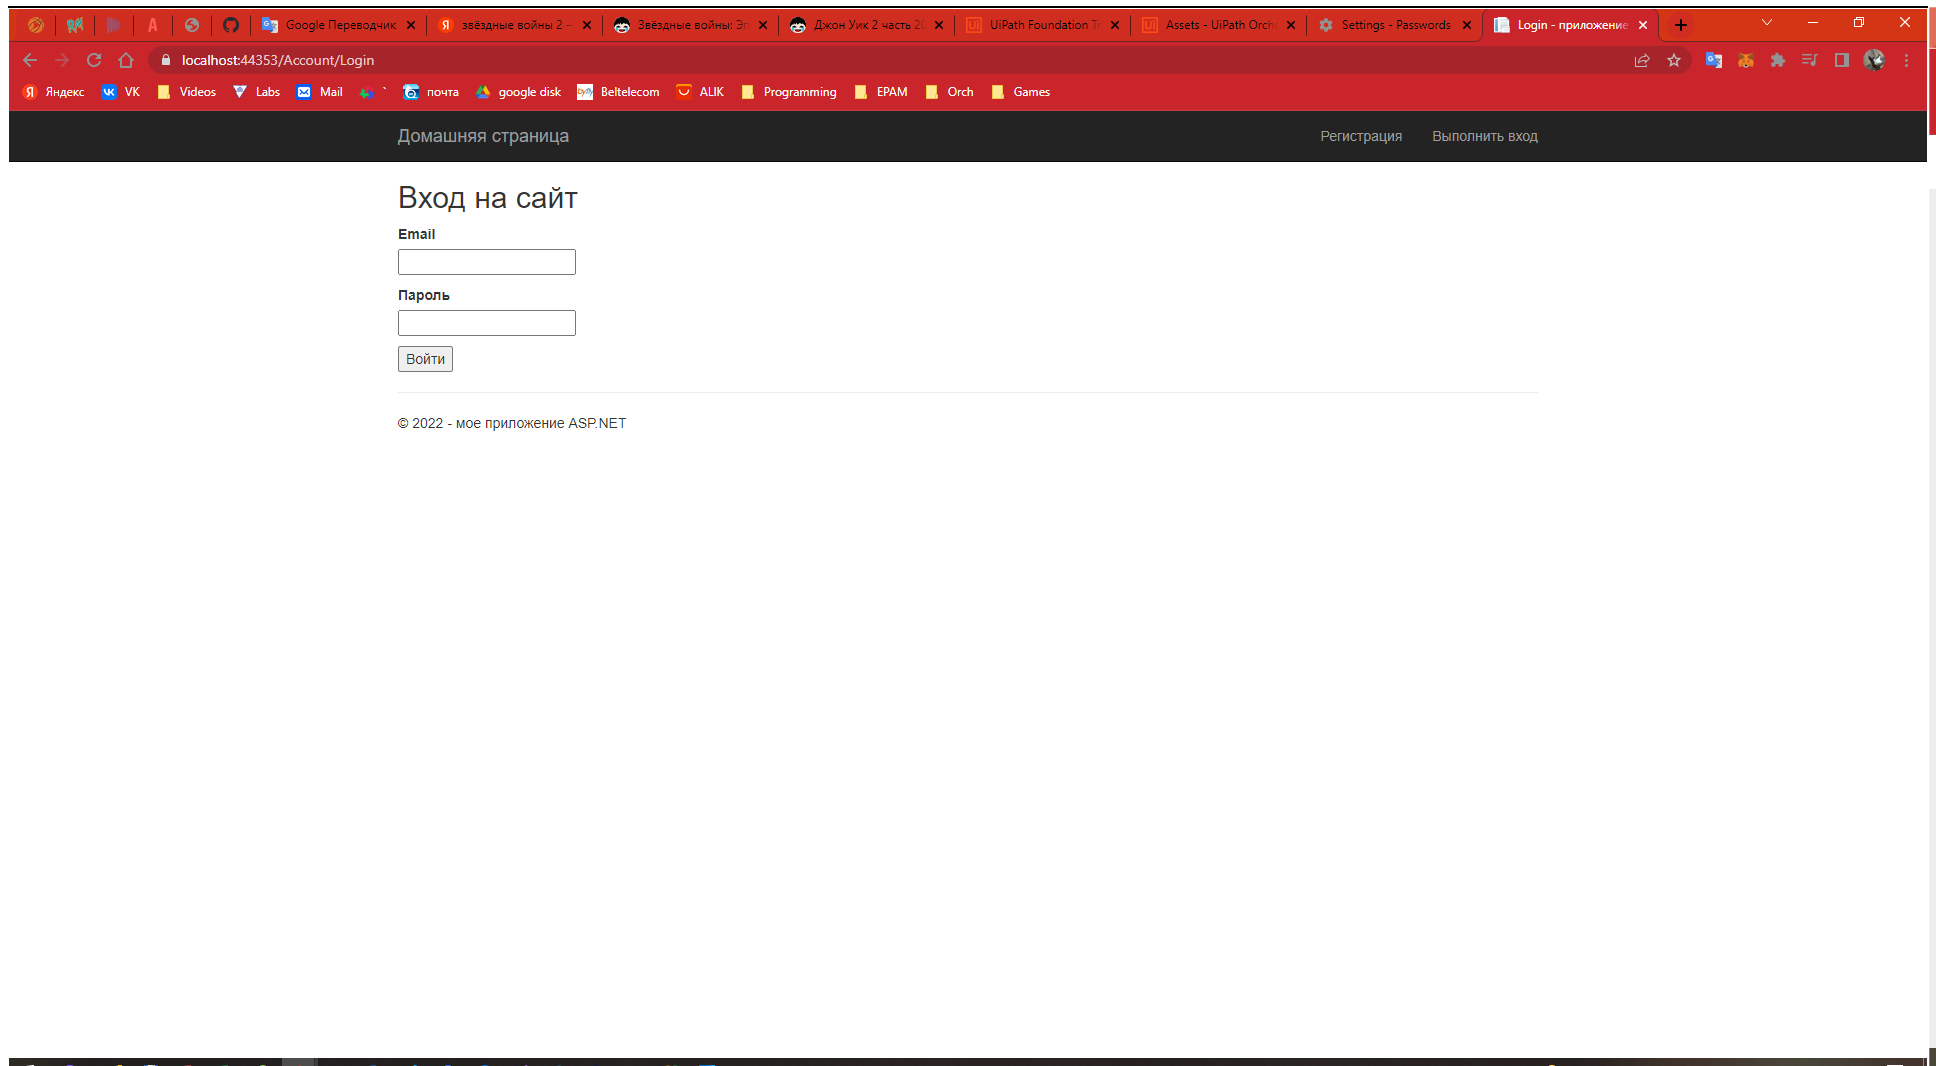 Google Переводчик
звёздные войны 2 –
Звёздные войны: Эп
Джон Уик 2 часть 20
UiPath Foundation Tr
Assets - UiPath Orche
Settings - Passwords
Login - приложение
localhost:44353/Account/Login
Яндекс VK Videos Labs Mail ` почта google disk Beltelecom ALIK Programming EPAM Orch Games
Домашняя страница Регистрация Выполнить вход
Вход на сайт
Email
Пароль
Войти
© 2022 - мое приложение ASP.NET